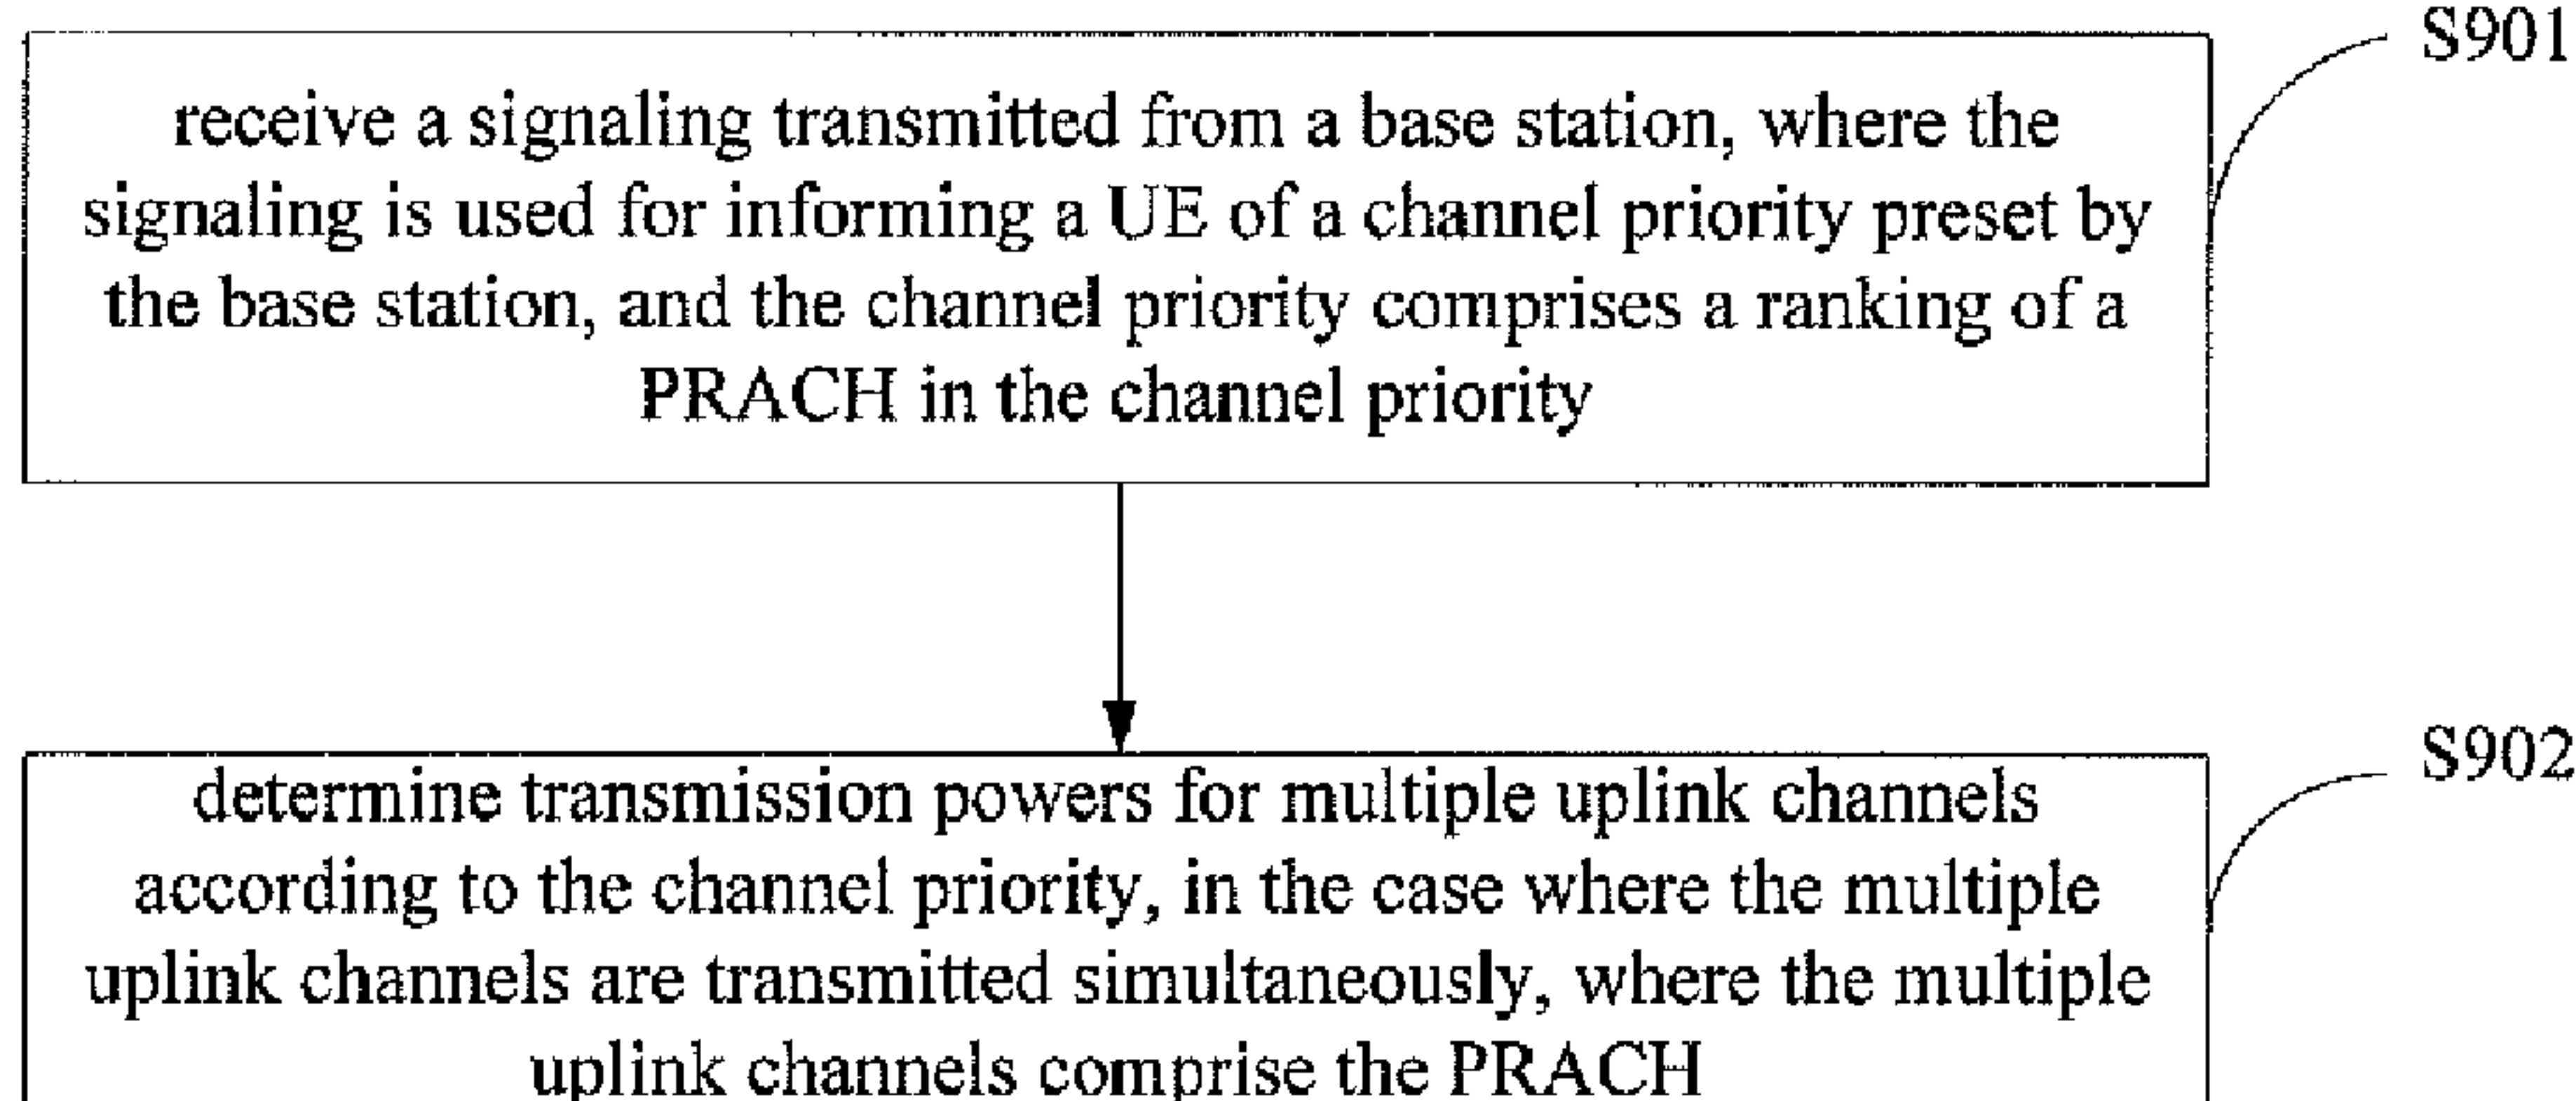 S901
receive a signaling transmitted from a base station, where the
signaling is used for informing a UE of a channel priority preset by
the base station, and the channel priority comprises a ranking of a
PRACH in the channel priority
S902
determine transmission powers for multiple uplink channels
according to the channel priority, in the case where the multiple
uplink channels are transmitted simultaneously, where the multiple
uplink channels comprise the PRACH